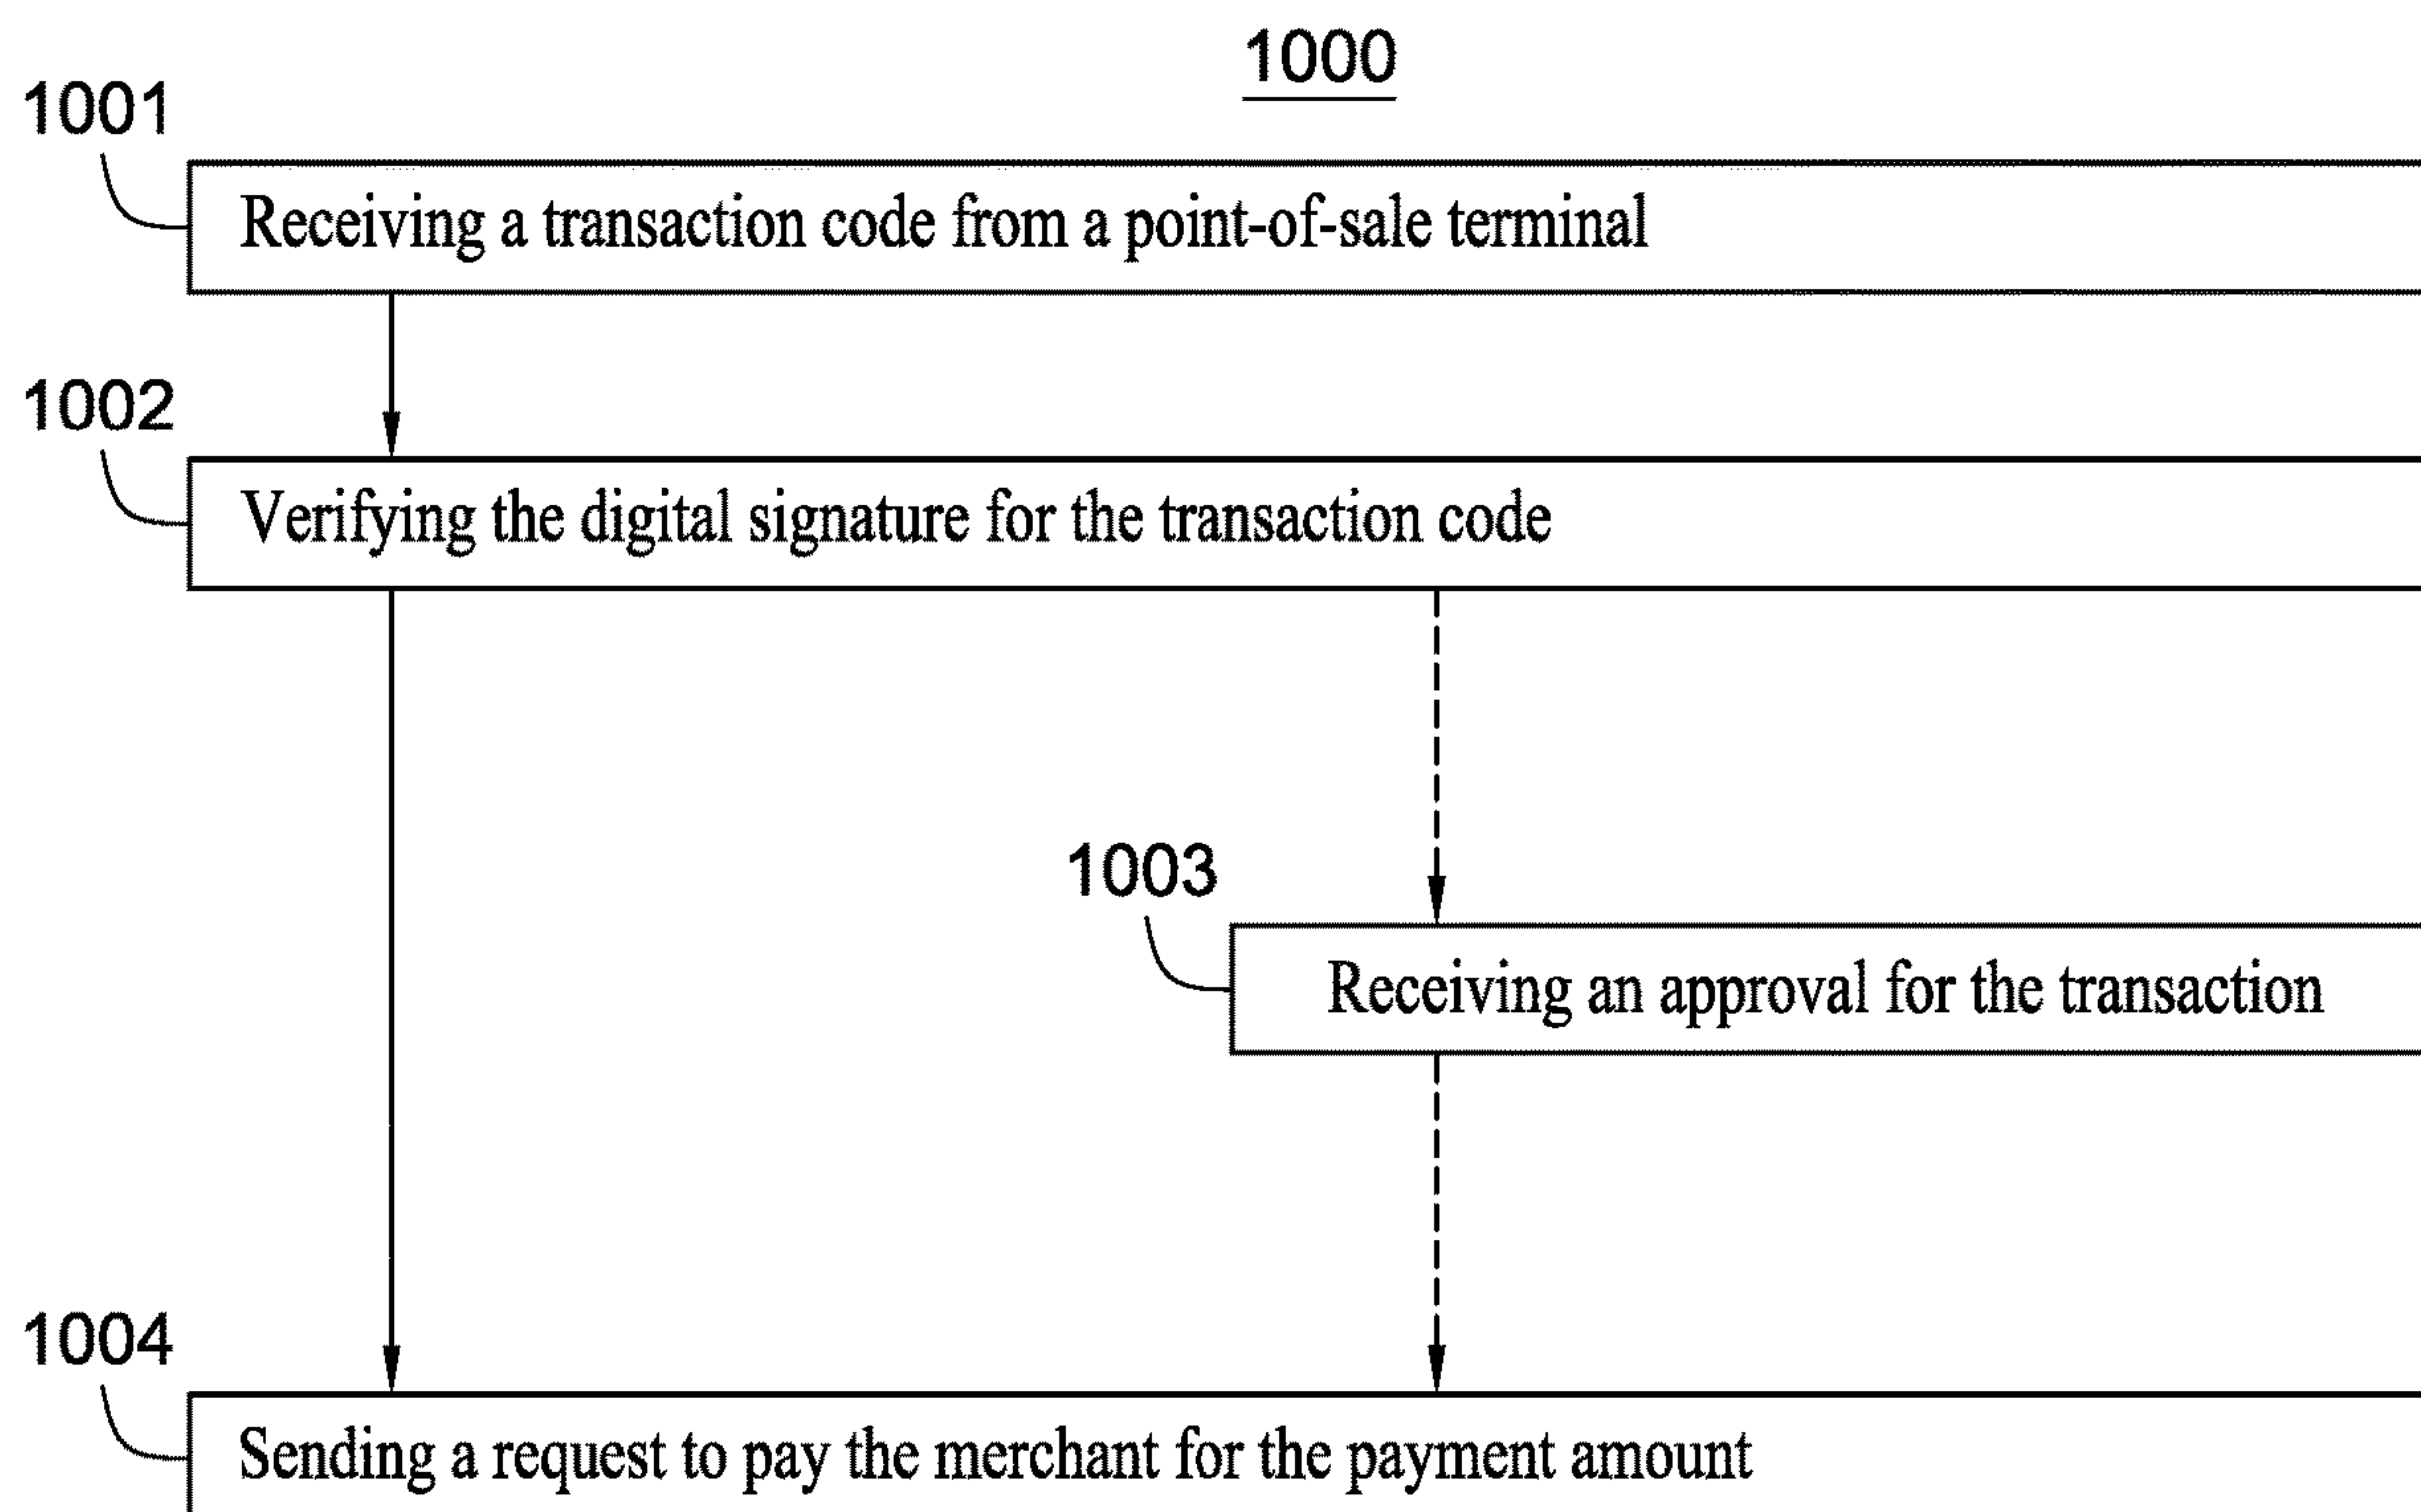 1000
1001
Receiving a transaction code from a point-of-sale terminal
1002
Verifying the digital signature for the transaction code
1003
Receiving an approval for the transaction
1004
Sending a request to pay the merchant for the payment amount